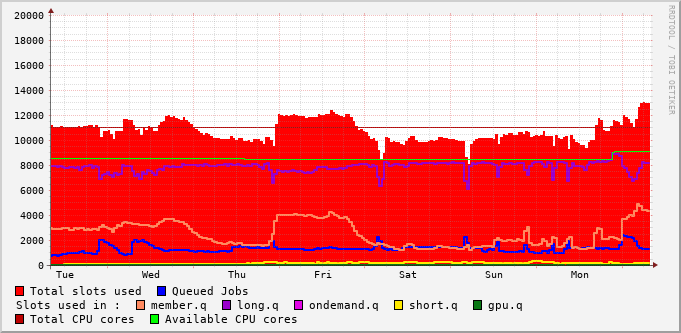 RRDTOOL / TOBI OETIKER
20000
18000
16000
14000
12000
10000
8000
6000
4000
2000
0
Tue Wed Thu Fri Sat Sun Mon
Total slots used Queued Jobs
Slots used in : member.q long.q ondemand.q short.q gpu.q
Total CPU cores Available CPU cores